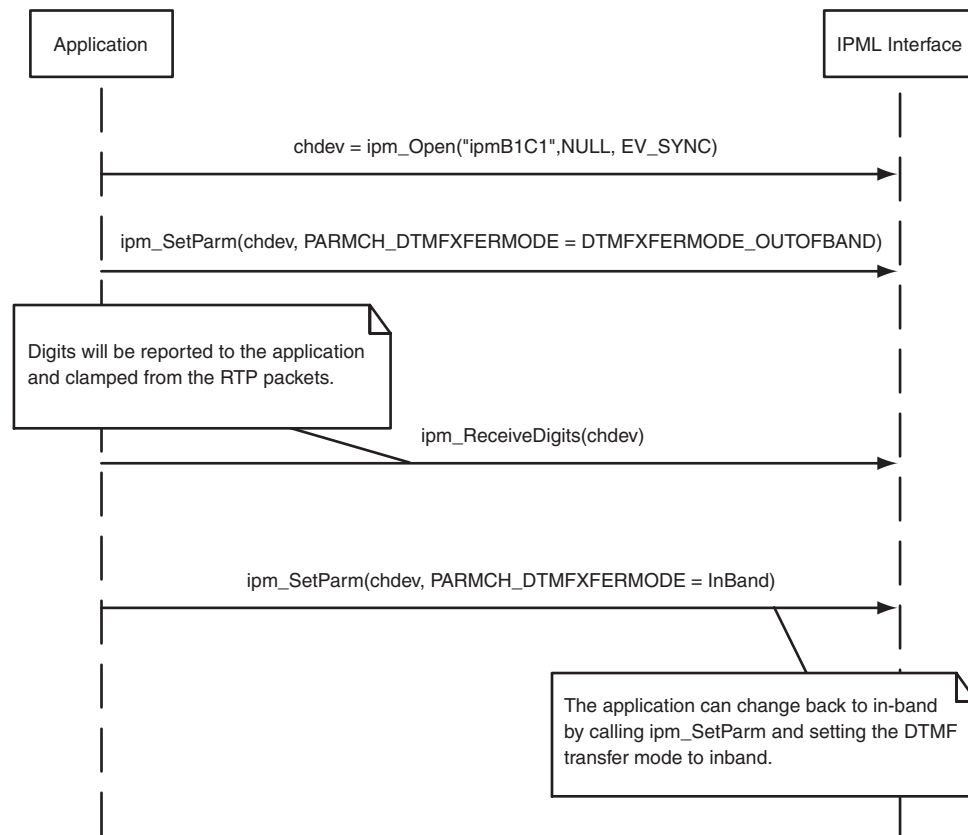 Application
IPML Interface
chdev = ipm_Open("ipmB1C1",NULL, EV_SYNC)
ipm_SetParm(chdev, PARMCH_DTMFXFERMODE = DTMFXFERMODE_OUTOFBAND)
Digits will be reported to the application
and clamped from the RTP packets.
ipm_ReceiveDigits(chdev)
ipm_SetParm(chdev, PARMCH_DTMFXFERMODE = InBand)
The application can change back to in-band
by calling ipm_SetParm and setting the DTMF
transfer mode to inband.